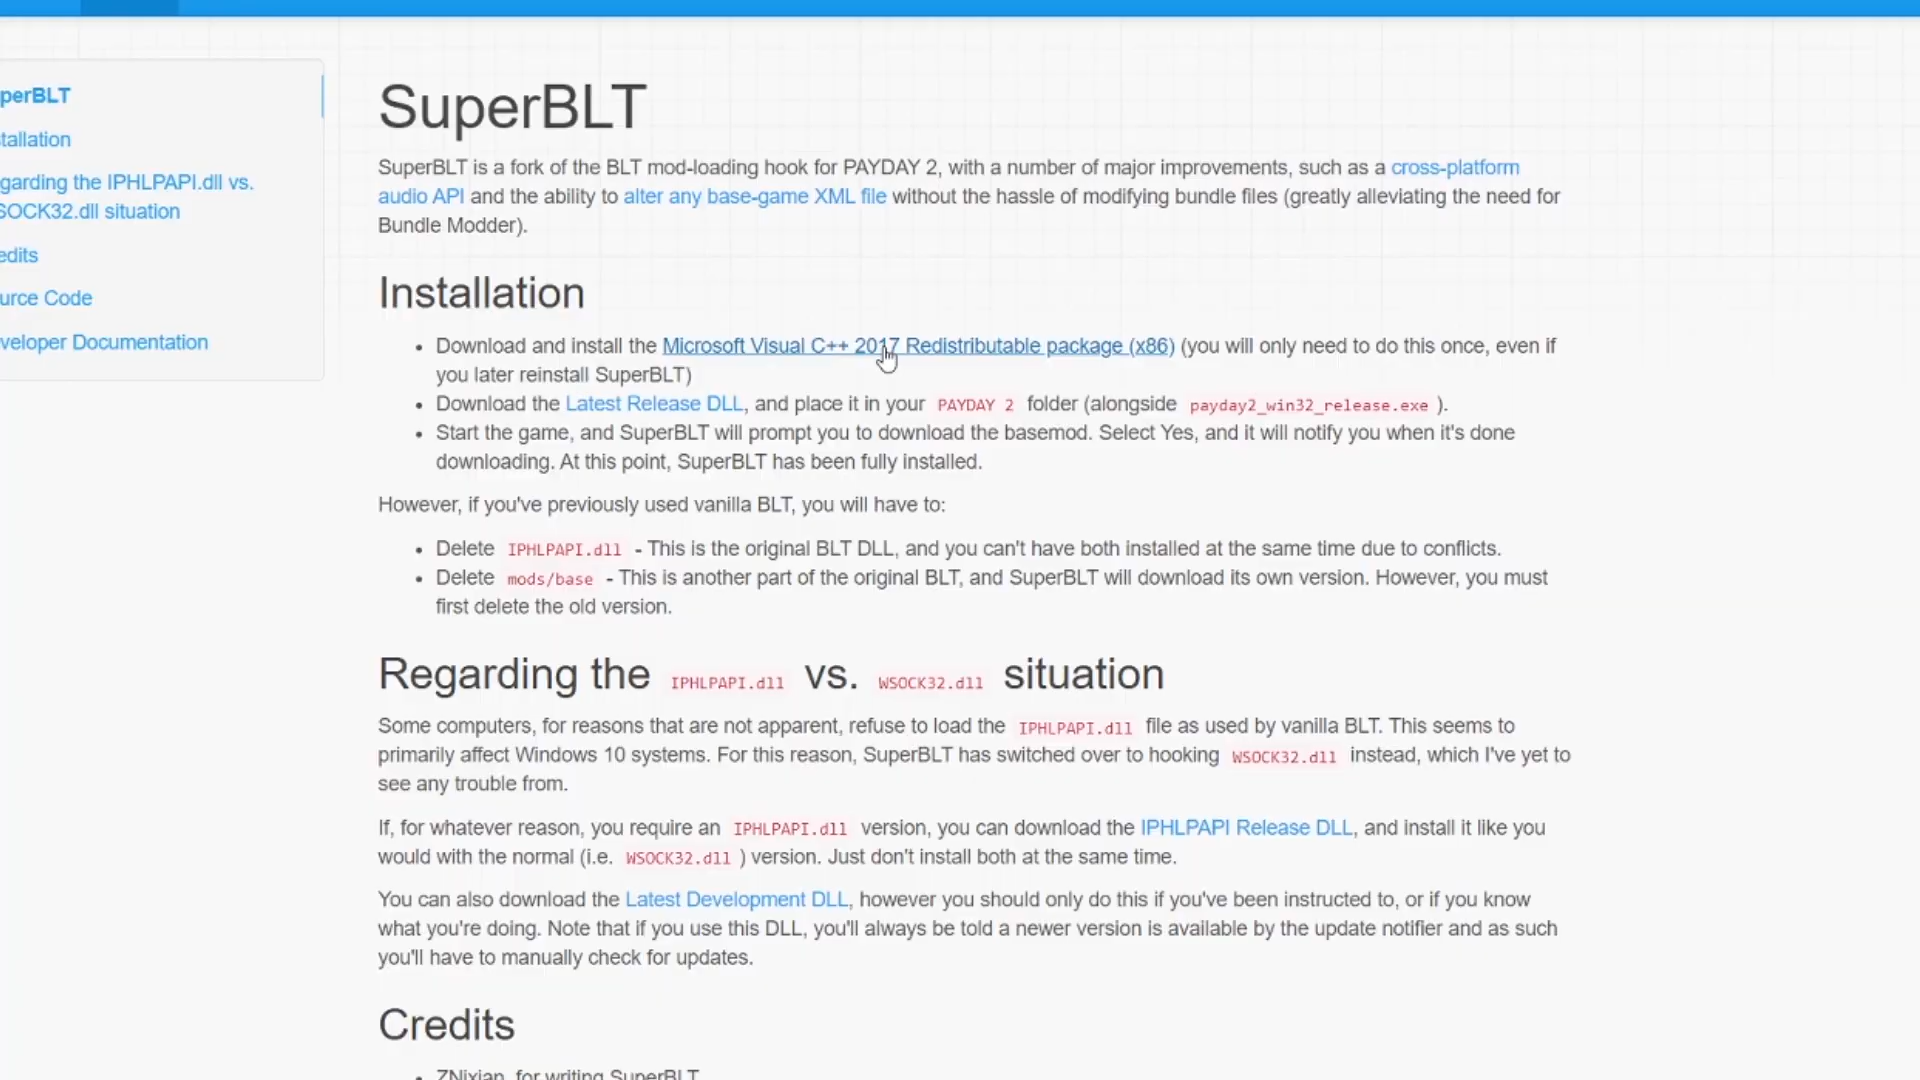 perBLT
tallation
garding the IPHLPAPI.dll vs.
SOCK32.dll situation
edits
urce Code
veloper Documentation
SuperBLT
SuperBLT is a fork of the BLT mod-loading hook for PAYDAY 2, with a number of major improvements, such as a cross-platform
audio API and the ability to alter any base-game XML file without the hassle of modifying bundle files (greatly alleviating the need for
Bundle Modder).
Installation
• Download and install the Microsoft Visual C++ 2017 Redistributable package (x86) (you will only need to do this once, even if
you later reinstall SuperBLT)
• Download the Latest Release DLL, and place it in your PAYDAY 2 folder (alongside payday2_win32_release.exe ).
• Start the game, and SuperBLT will prompt you to download the basemod. Select Yes, and it will notify you when it's done
downloading. At this point, SuperBLT has been fully installed.
However, if you've previously used vanilla BLT, you will have to:
• Delete IPHLPAPI.dll - This is the original BLT DLL, and you can't have both installed at the same time due to conflicts.
• Delete mods/base - This is another part of the original BLT, and SuperBLT will download its own version. However, you must
first delete the old version.
Regarding the IPHLPAPI.dll vs. WSOCK32.dll situation
Some computers, for reasons that are not apparent, refuse to load the IPHLPAPI.dll file as used by vanilla BLT. This seems to
primarily affect Windows 10 systems. For this reason, SuperBLT has switched over to hooking WSOCK32.dll instead, which I've yet to
see any trouble from.
If, for whatever reason, you require an IPHLPAPI.dll version, you can download the IPHLPAPI Release DLL, and install it like you
would with the normal (i.e. WSOCK32.dll ) version. Just don't install both at the same time.
You can also download the Latest Development DLL, however you should only do this if you've been instructed to, or if you know
what you're doing. Note that if you use this DLL, you'll always be told a newer version is available by the update notifier and as such
you'll have to manually check for updates.
Credits
• ZNixian, for writing SuperBLT